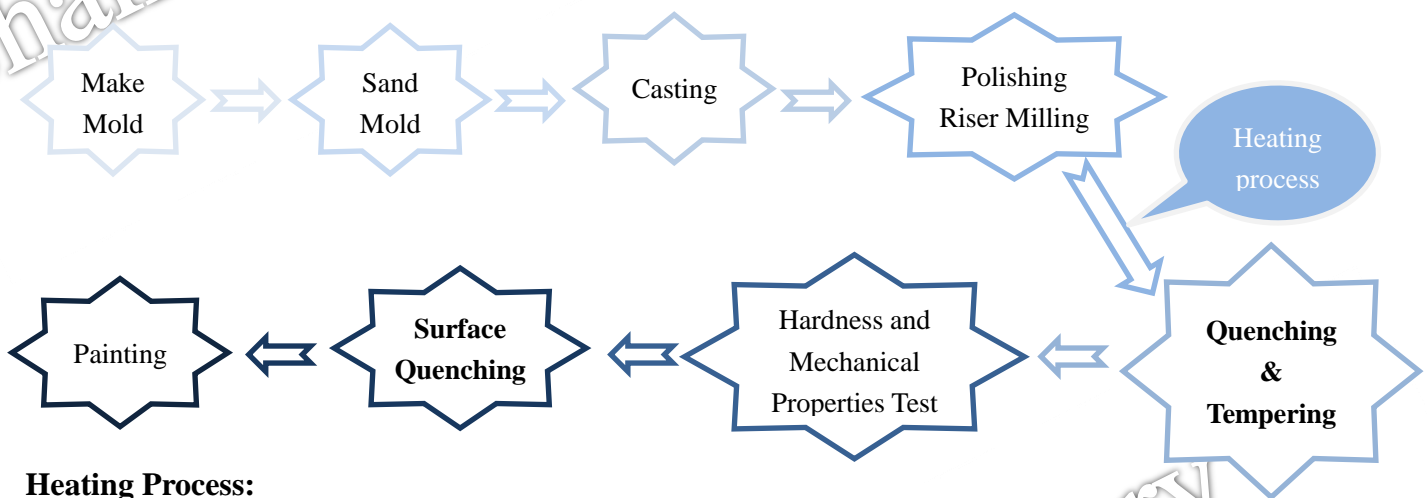 Make
Mold
Sand
Mold
Casting
Polishing
Riser Milling
Heating
process
Quenching
&
Tempering
Hardness and
Mechanical
Properties Test
Surface
Quenching
Painting
Heating Process: